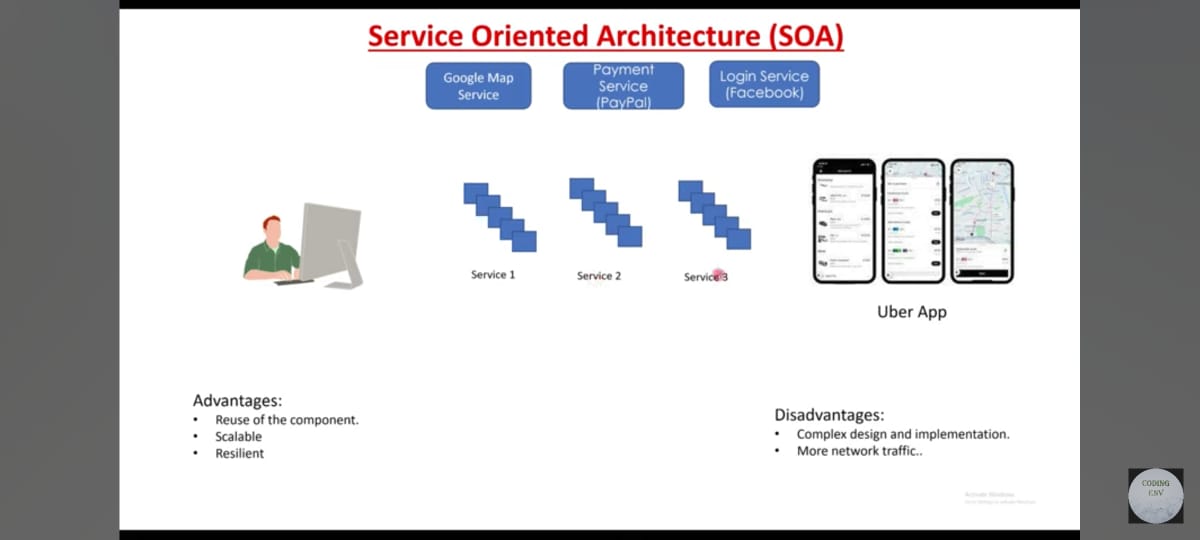 Service Oriented Architecture (SOA)
Google Map
Service
Payment
Service
(PayPal)
Login Service
(Facebook)
Service 1
Service 2
Service 3
Uber App
Advantages:
• Reuse of the component.
• Scalable
• Resilient
Disadvantages:
• Complex design and implementation.
• More network traffic..
Activate Windows
CODING
ENV